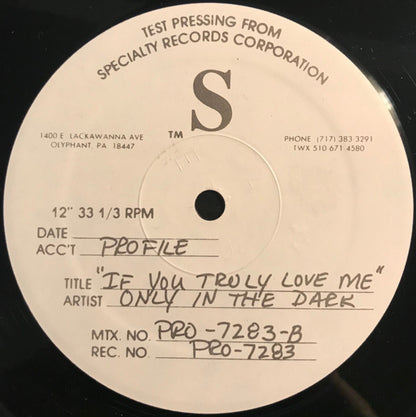 TEST PRESSING FROM
SPECIALTY RECORDS CORPORATION
S
TM
1400 E. LACKAWANNA AVE
OLYPHANT, PA 18447
PHONE (717) 383-3291
TWX 510 671 4580
12" 33 1/3 RPM
DATE
ACC'T PROFILE
TITLE "IF YOU TRULY LOVE ME"
ARTIST ONLY IN THE DARK
MTX. NO. PRO-7283-B
REC. NO. PRO-7283